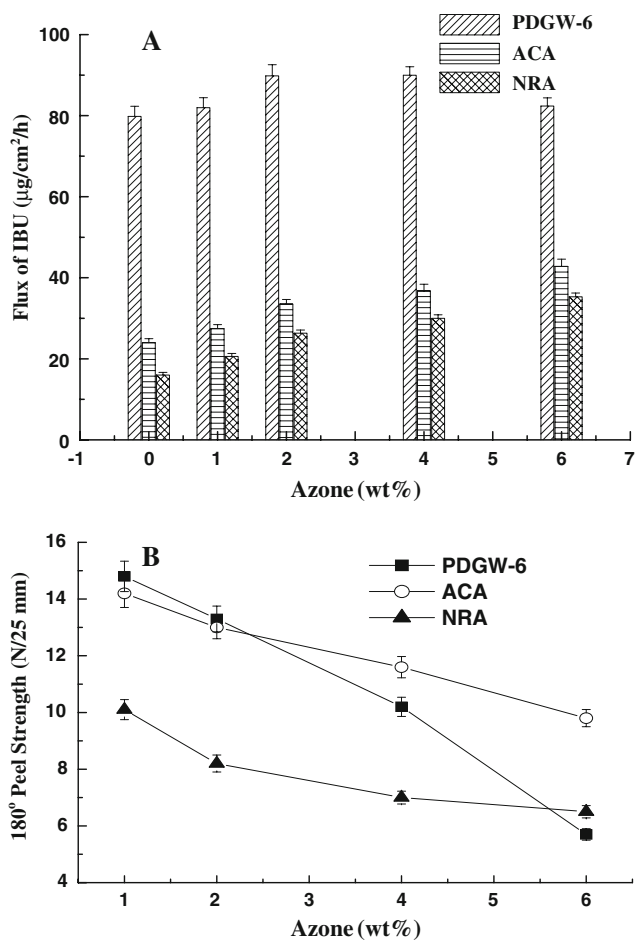 A
PDGW-6
ACA
NRA
Flux of IBU (µg/cm²/h)
100
80
60
40
20
0
-1 0 1 2 3 4 5 6 7
Azone (wt%)
B
PDGW-6
ACA
NRA
180° Peel Strength (N/25 mm)
16
14
12
10
8
6
4
1 2 3 4 5 6
Azone (wt%)